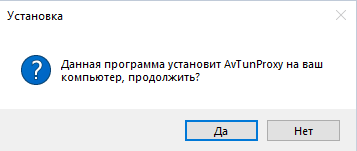 Установка
Данная программа установит AvTunProxy на ваш
компьютер, продолжить?
Да
Нет